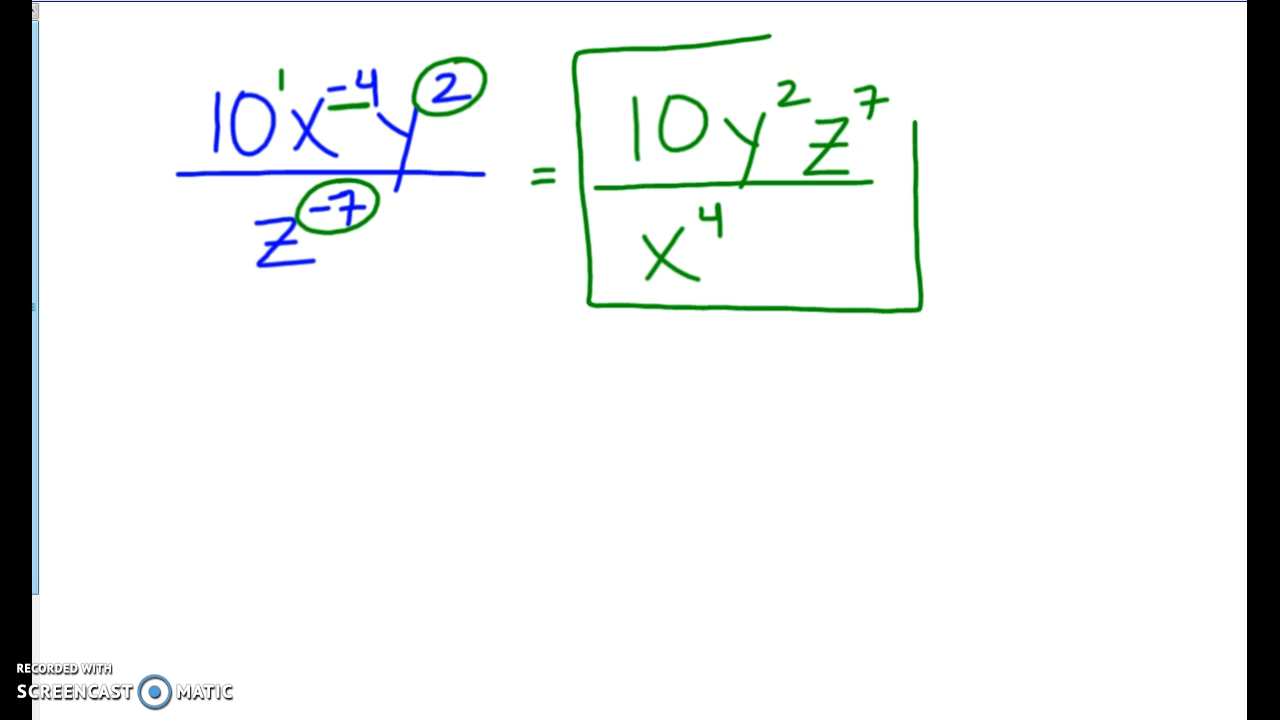 10¹x⁻⁴y² / z⁻⁷ = 10y²z⁷ / x⁴
RECORDED WITH
SCREENCAST MATIC